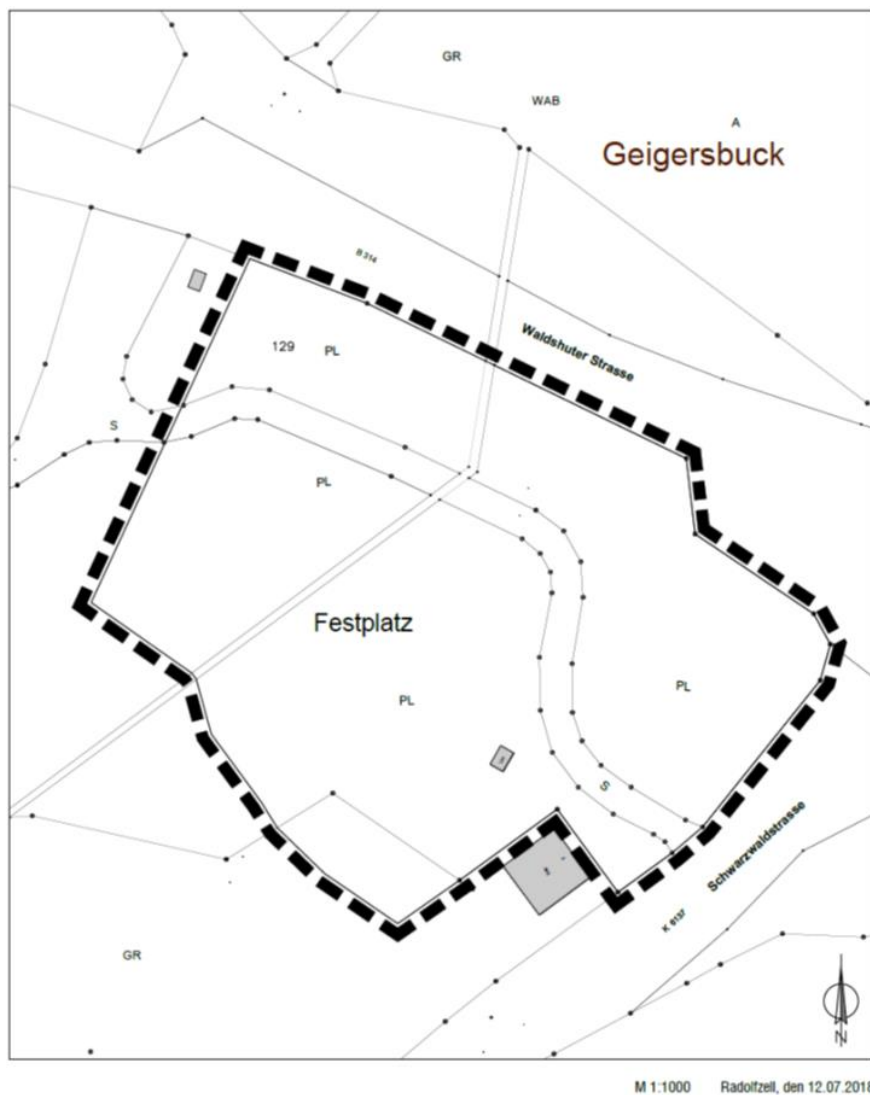 GR
WAB
A
Geigersbuck
B 314
Waldshuter Strasse
129
PL
S
PL
Festplatz
PL
PL
S
Schwarzwaldstrasse
K 6137
GR
N
M 1:1000 Radolfzell, den 12.07.2018